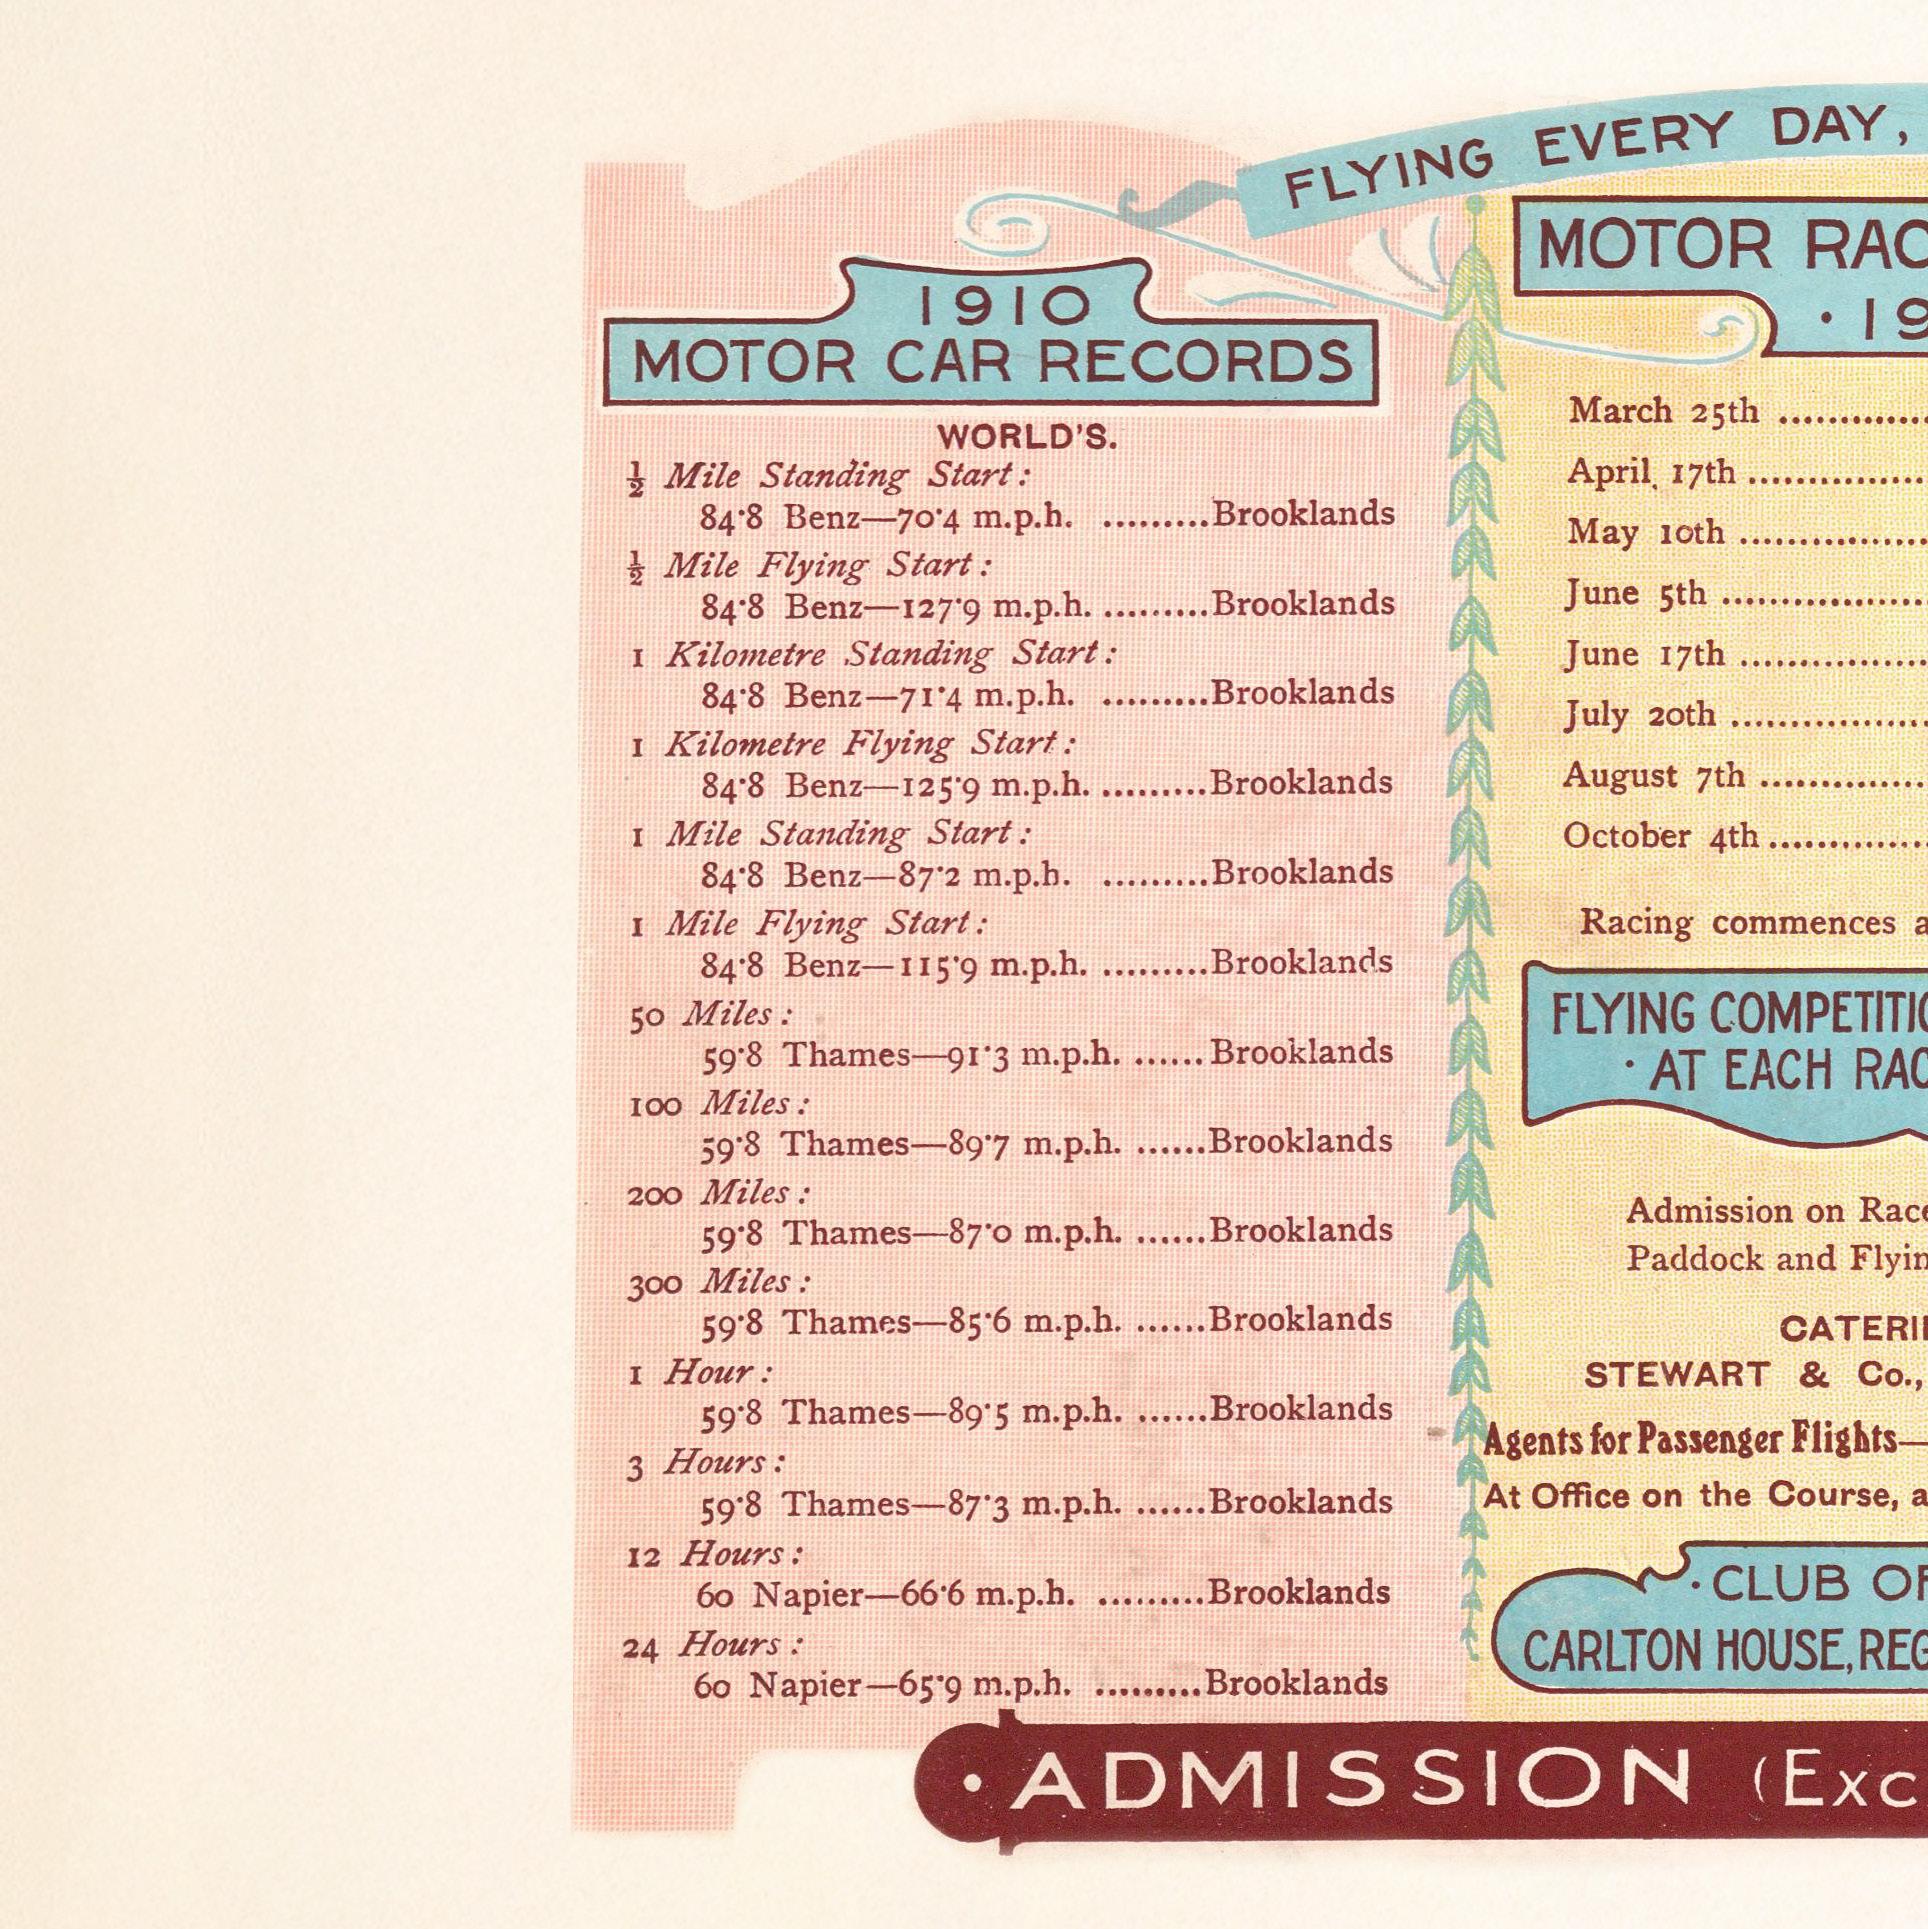 FLYING EVERY DAY,
1910
MOTOR CAR RECORDS
WORLD'S.
½ Mile Standing Start:
84·8 Benz—70·4 m.p.h. .........Brooklands
½ Mile Flying Start:
84·8 Benz—127·9 m.p.h. .........Brooklands
1 Kilometre Standing Start:
84·8 Benz—71·4 m.p.h. .........Brooklands
1 Kilometre Flying Start:
84·8 Benz—125·9 m.p.h. .........Brooklands
1 Mile Standing Start:
84·8 Benz—87·2 m.p.h. .........Brooklands
1 Mile Flying Start:
84·8 Benz—115·9 m.p.h. .........Brooklands
50 Miles:
59·8 Thames—91·3 m.p.h. ......Brooklands
100 Miles:
59·8 Thames—89·7 m.p.h. ......Brooklands
200 Miles:
59·8 Thames—87·0 m.p.h. ......Brooklands
300 Miles:
59·8 Thames—85·6 m.p.h. ......Brooklands
1 Hour:
59·8 Thames—89·5 m.p.h. ......Brooklands
3 Hours:
59·8 Thames—87·3 m.p.h. ......Brooklands
12 Hours:
60 Napier—66·6 m.p.h. .........Brooklands
24 Hours:
60 Napier—65·9 m.p.h. .........Brooklands
MOTOR RAC
· 19
March 25th ............
April 17th ..............
May 10th ...............
June 5th ................
June 17th ...............
July 20th ................
August 7th .............
October 4th .............
Racing commences a
FLYING COMPETITIO
· AT EACH RAC
Admission on Race
Paddock and Flyin
CATERI
STEWART & Co.,
Agents for Passenger Flights—
At Office on the Course, a
· CLUB OF
CARLTON HOUSE, REG
· ADMISSION (Exc